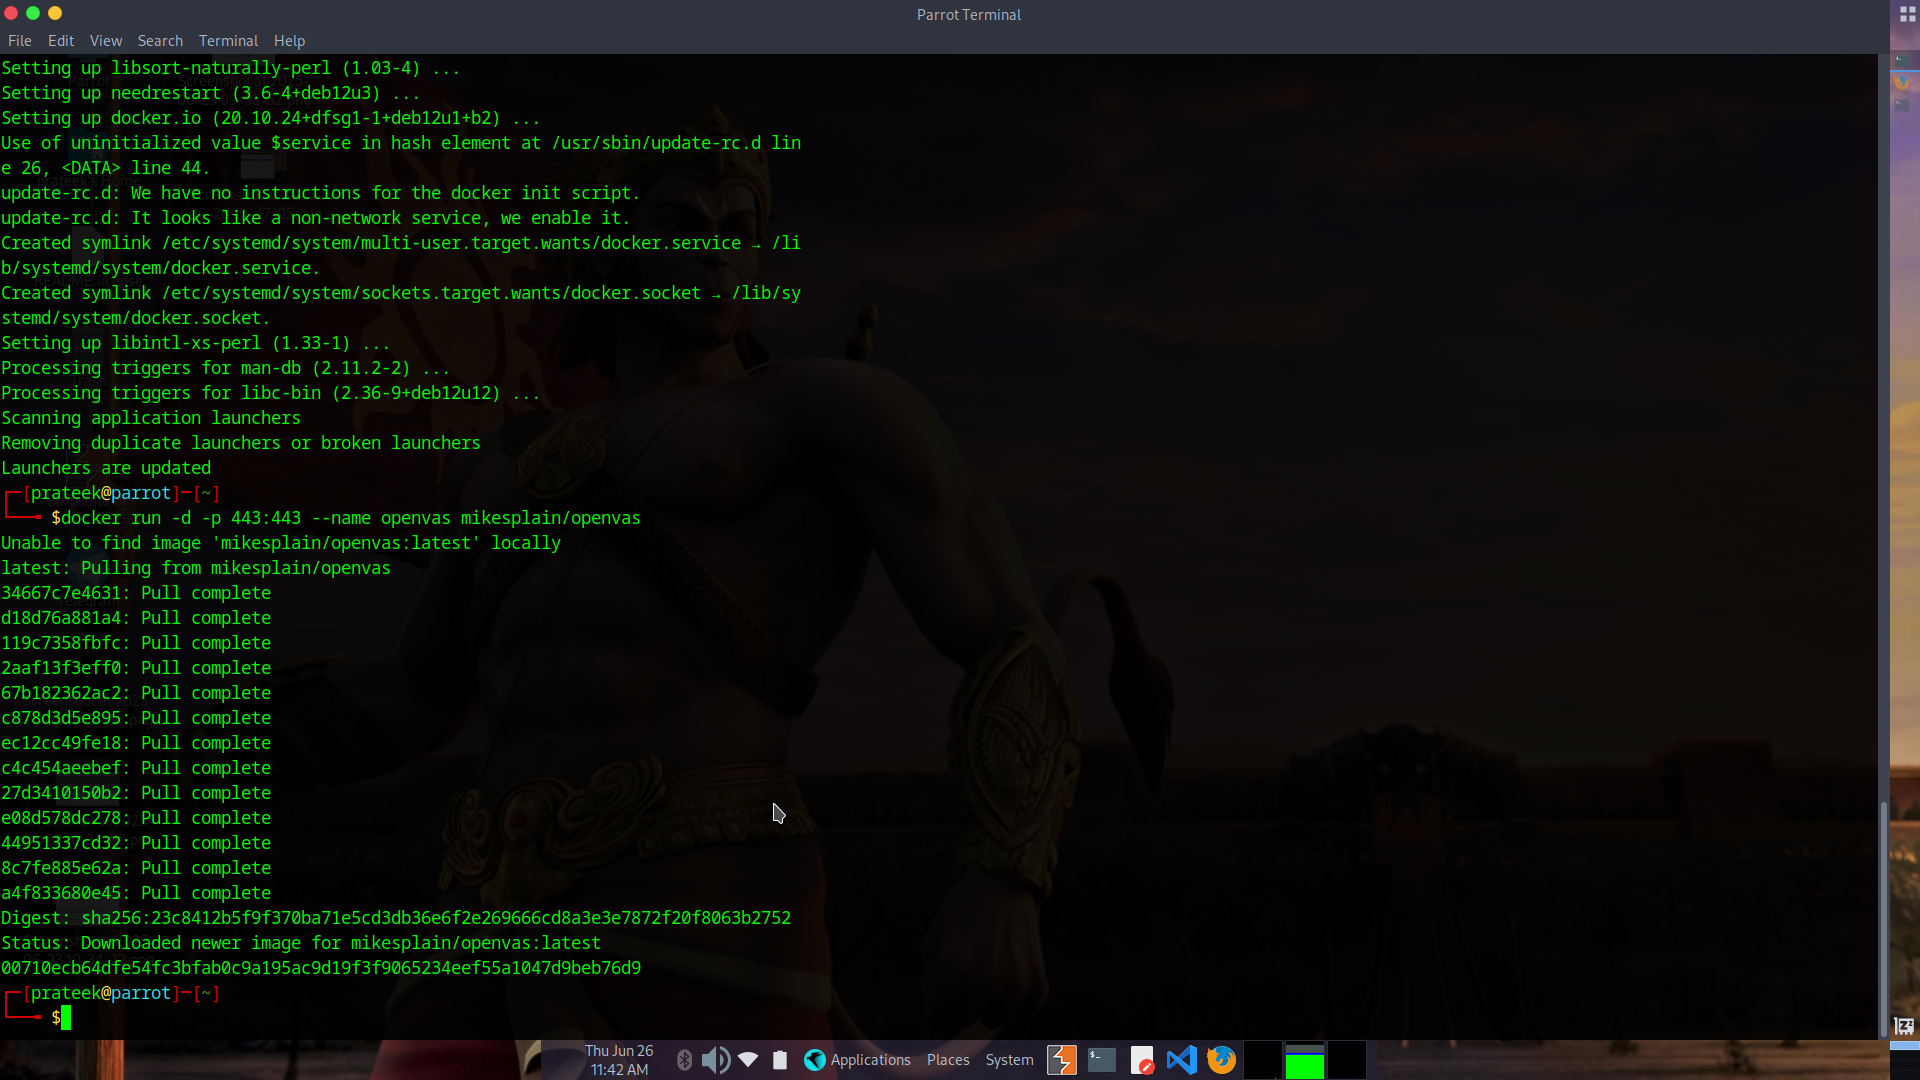 Parrot Terminal
File Edit View Search Terminal Help
Setting up libsort-naturally-perl (1.03-4) ...
Setting up needrestart (3.6-4+deb12u3) ...
Setting up docker.io (20.10.24+dfsg1-1+deb12u1+b2) ...
Use of uninitialized value $service in hash element at /usr/sbin/update-rc.d lin
e 26, <DATA> line 44.
update-rc.d: We have no instructions for the docker init script.
update-rc.d: It looks like a non-network service, we enable it.
Created symlink /etc/systemd/system/multi-user.target.wants/docker.service → /li
b/systemd/system/docker.service.
Created symlink /etc/systemd/system/sockets.target.wants/docker.socket → /lib/sy
stemd/system/docker.socket.
Setting up libintl-xs-perl (1.33-1) ...
Processing triggers for man-db (2.11.2-2) ...
Processing triggers for libc-bin (2.36-9+deb12u12) ...
Scanning application launchers
Removing duplicate launchers or broken launchers
Launchers are updated
┌─[prateek@parrot]─[~]
└──╼ $docker run -d -p 443:443 --name openvas mikesplain/openvas
Unable to find image 'mikesplain/openvas:latest' locally
latest: Pulling from mikesplain/openvas
34667c7e4631: Pull complete
d18d76a881a4: Pull complete
119c7358fbfc: Pull complete
2aaf13f3eff0: Pull complete
67b182362ac2: Pull complete
c878d3d5e895: Pull complete
ec12cc49fe18: Pull complete
c4c454aeebef: Pull complete
27d3410150b2: Pull complete
e08d578dc278: Pull complete
44951337cd32: Pull complete
8c7fe885e62a: Pull complete
a4f833680e45: Pull complete
Digest: sha256:23c8412b5f9f370ba71e5cd3db36e6f2e269666cd8a3e3e7872f20f8063b2752
Status: Downloaded newer image for mikesplain/openvas:latest
00710ecb64dfe54fc3bfab0c9a195ac9d19f3f9065234eef55a1047d9beb76d9
┌─[prateek@parrot]─[~]
└──╼ $
Thu Jun 26
11:42 AM
Applications Places System